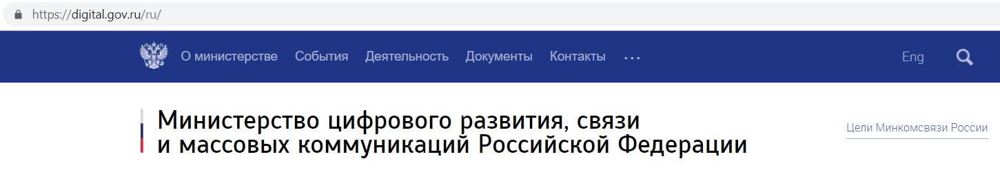 https://digital.gov.ru/ru/
О министерстве События Деятельность Документы Контакты ... Eng
Министерство цифрового развития, связи
и массовых коммуникаций Российской Федерации
Цели Минкомсвязи России